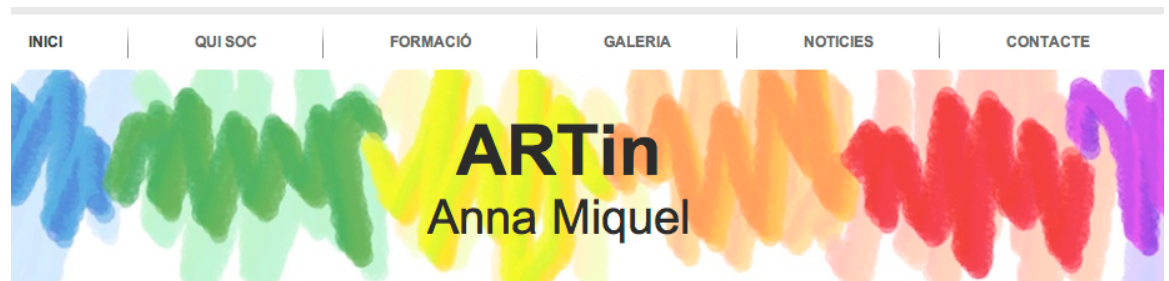 INICI QUI SOC FORMACIÓ GALERIA NOTICIES CONTACTE
ARTin
Anna Miquel